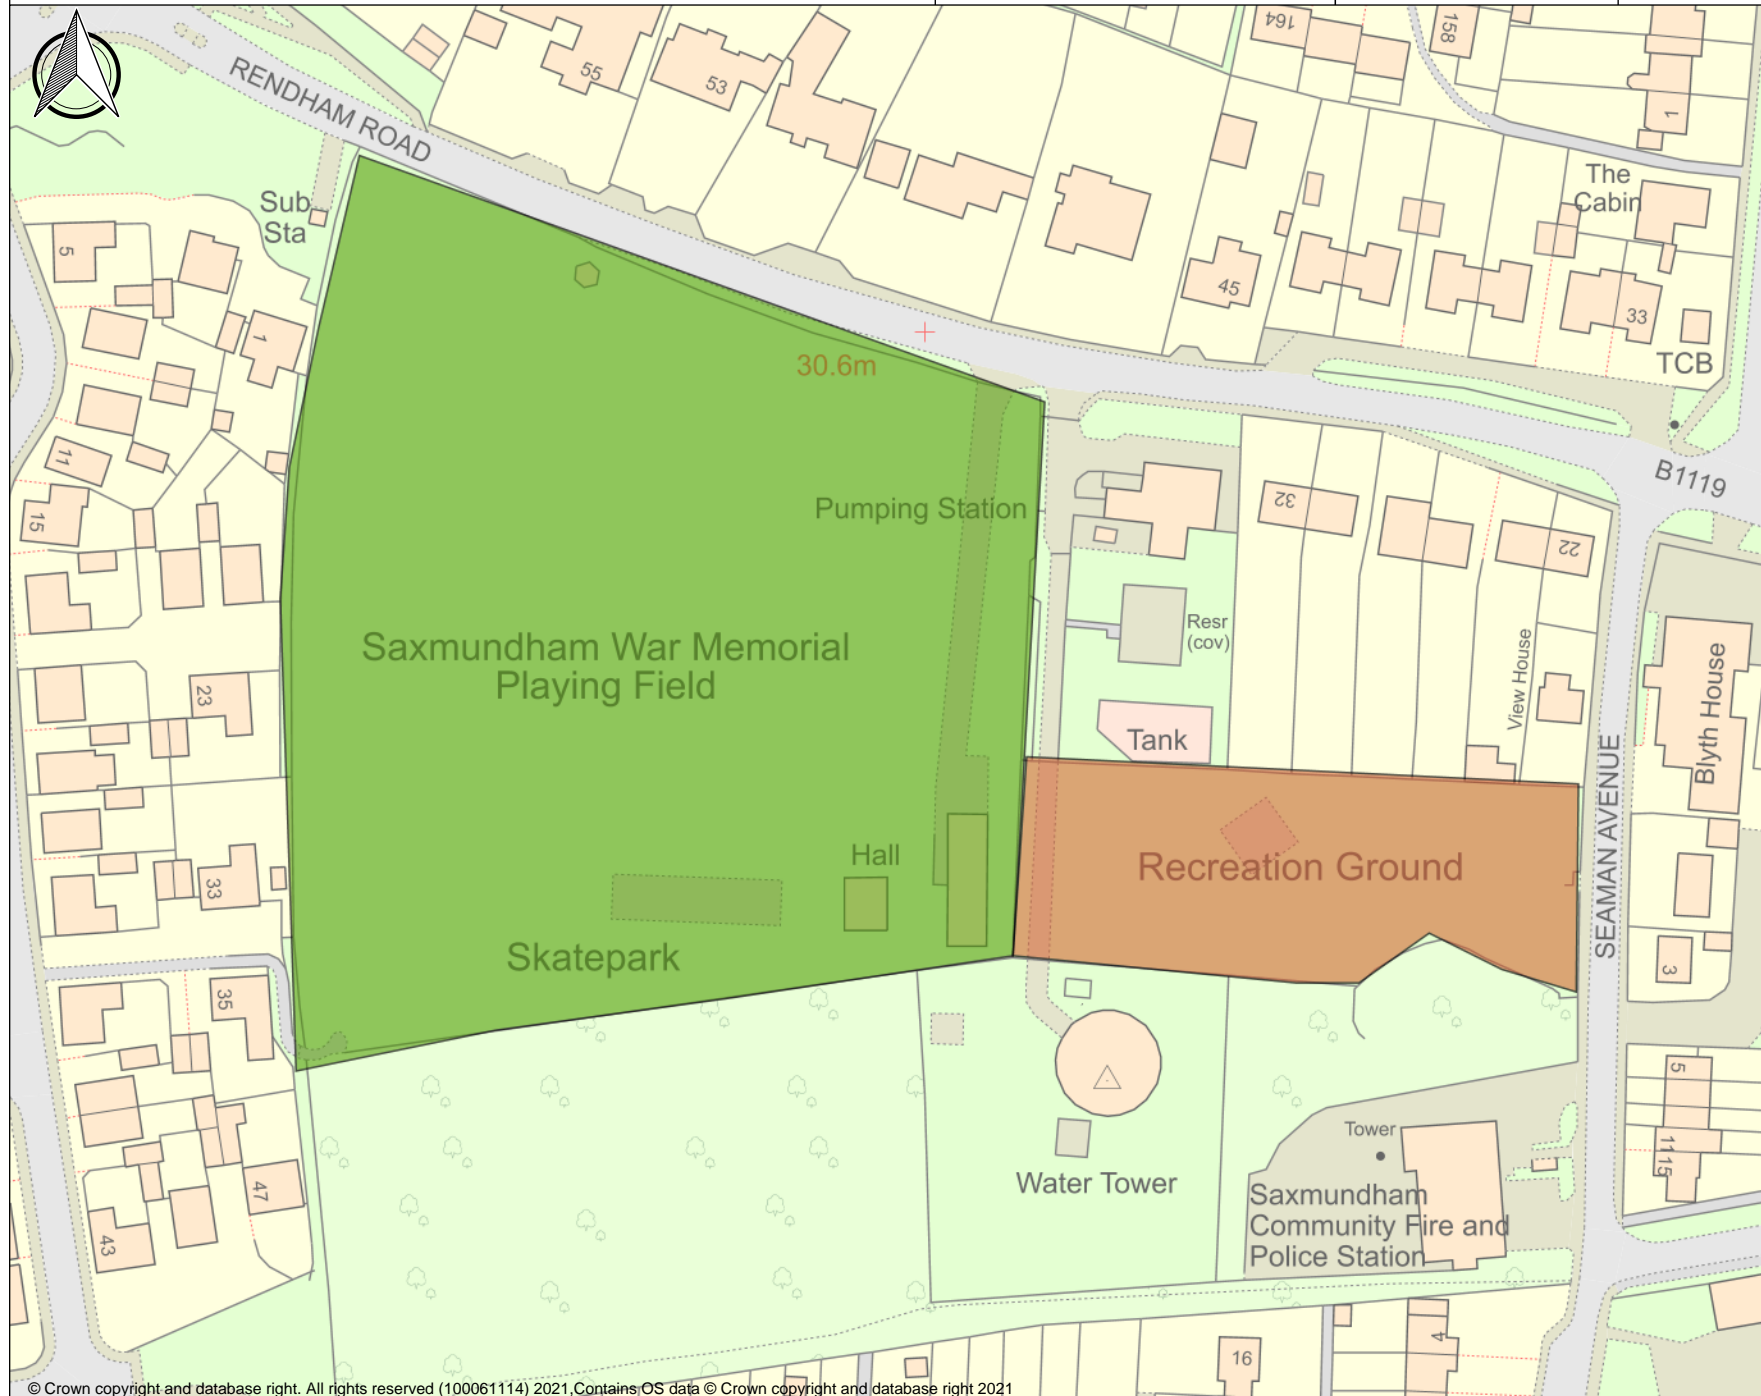 RENDHAM ROAD
55
53
164
158
1
The
Cabin
Sub
Sta
5
1
45
33
TCB
30.6m
11
15
B1119
Pumping Station
32
22
Resr
(cov)
View House
Saxmundham War Memorial
Playing Field
23
Tank
Blyth House
SEAMAN AVENUE
Hall
Recreation Ground
33
Skatepark
3
35
5
Tower
11
15
Water Tower
Saxmundham
Community Fire and
Police Station
47
43
4
16
© Crown copyright and database right. All rights reserved (100061114) 2021,Contains OS data © Crown copyright and database right 2021